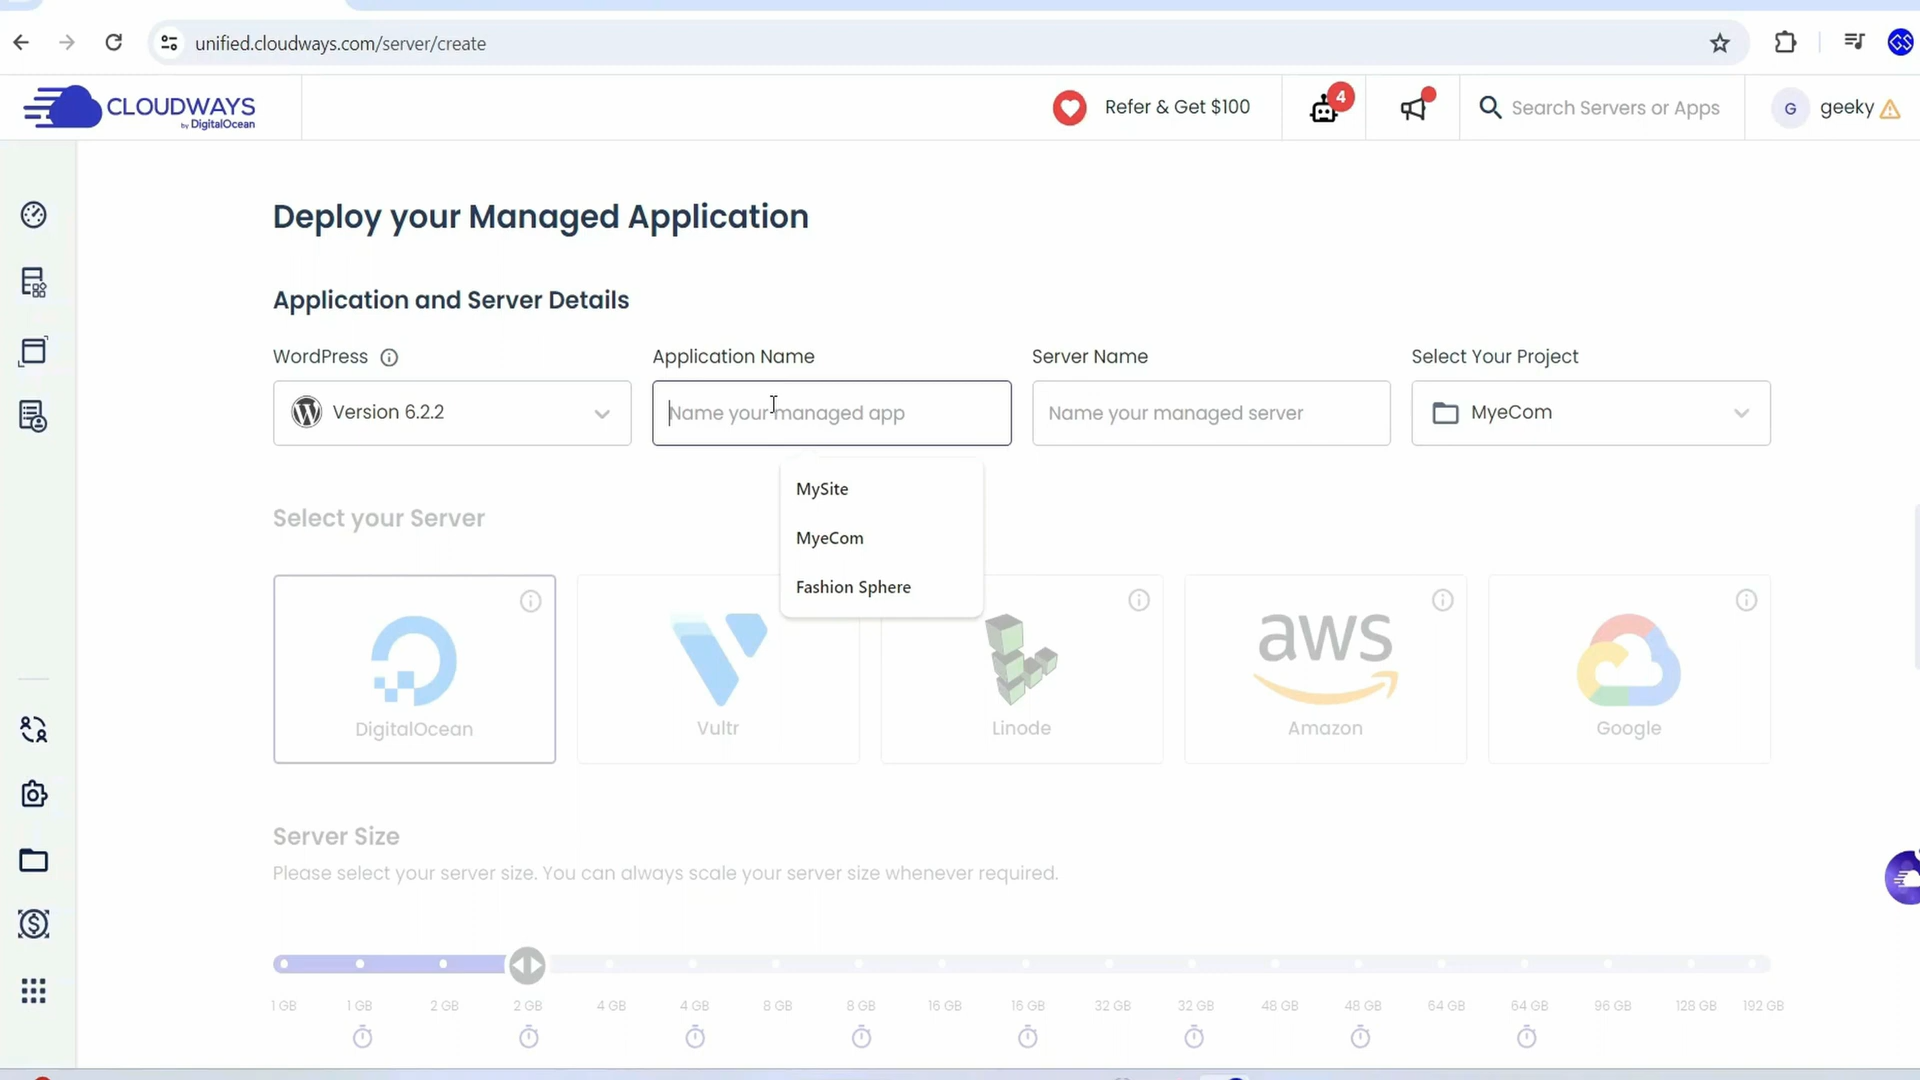 unified.cloudways.com/server/create
CLOUDWAYS
by DigitalOcean
Refer & Get $100
4
Search Servers or Apps
G
geeky
Deploy your Managed Application
Application and Server Details
WordPress
Application Name
Server Name
Select Your Project
Version 6.2.2
Name your managed app
Name your managed server
MyeCom
MySite
MyeCom
Fashion Sphere
Select your Server
DigitalOcean
Vultr
Linode
aws
Amazon
Google
Server Size
Please select your server size. You can always scale your server size whenever required.
1 GB 1 GB 2 GB 2 GB 4 GB 4 GB 8 GB 8 GB 16 GB 16 GB 32 GB 32 GB 48 GB 48 GB 64 GB 64 GB 96 GB 128 GB 192 GB